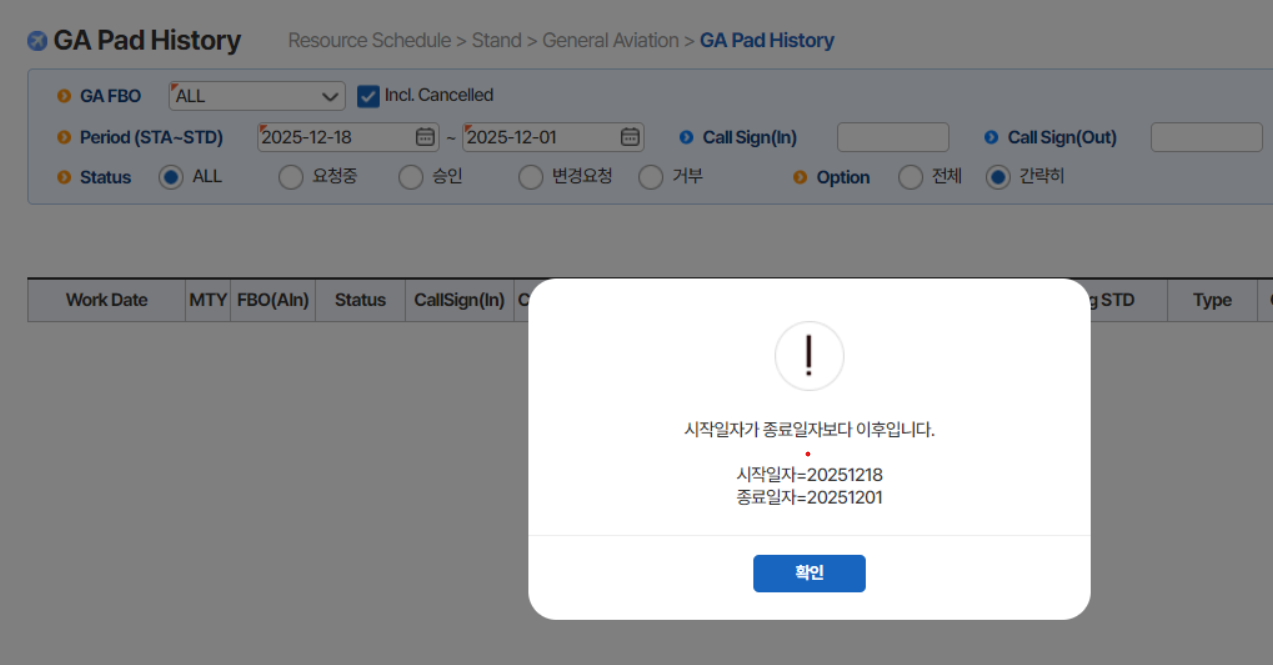 GA Pad History Resource Schedule > Stand > General Aviation > GA Pad History
GA FBO ALL Incl. Cancelled
Period (STA~STD) 2025-12-18 ~ 2025-12-01 Call Sign(In) Call Sign(Out)
Status ALL 요청중 승인 변경요청 거부 Option 전체 간략히
Work Date MTY FBO(AIn) Status CallSign(In) STD Type
시작일자가 종료일자보다 이후입니다.
시작일자=20251218
종료일자=20251201
확인